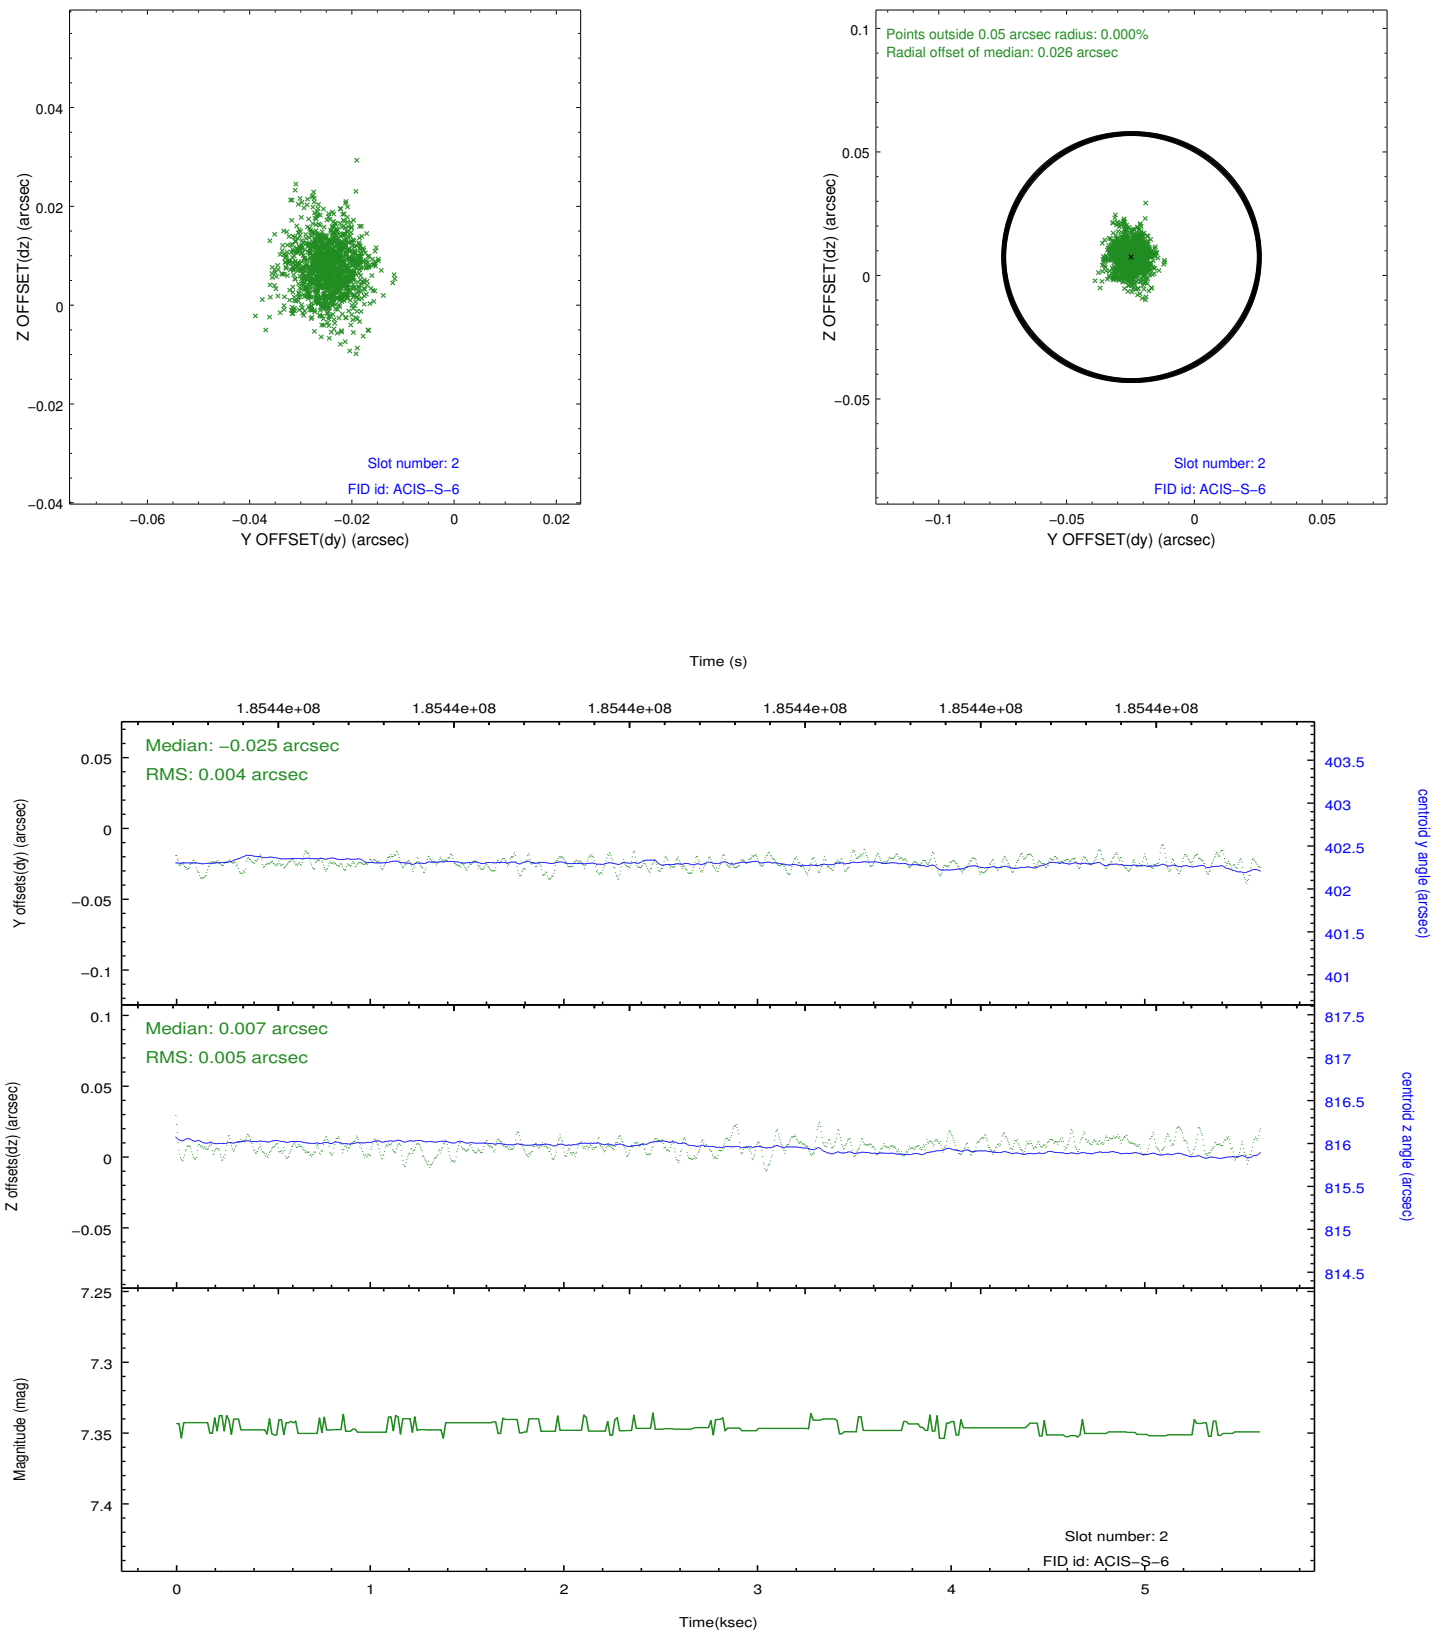 0.04
0.02
0
−0.02
−0.04
Z OFFSET(dz) (arcsec)
Slot number: 2
FID id: ACIS−S−6
−0.06
−0.04
−0.02
0
0.02
Y OFFSET(dy) (arcsec)
Points outside 0.05 arcsec radius: 0.000%
Radial offset of median: 0.026 arcsec
0.1
0.05
0
−0.05
Z OFFSET(dz) (arcsec)
Slot number: 2
FID id: ACIS−S−6
−0.1
−0.05
0
0.05
Y OFFSET(dy) (arcsec)
Time (s)
1.8544e+08
1.8544e+08
1.8544e+08
1.8544e+08
1.8544e+08
1.8544e+08
Median: −0.025 arcsec
RMS: 0.004 arcsec
0.05
0
−0.05
−0.1
Y offsets(dy) (arcsec)
403.5
403
402.5
402
401.5
401
centroid y angle (arcsec)
Median: 0.007 arcsec
RMS: 0.005 arcsec
0.1
0.05
0
−0.05
Z offsets(dz) (arcsec)
817.5
817
816.5
816
815.5
815
814.5
centroid z angle (arcsec)
7.25
7.3
7.35
7.4
Magnitude (mag)
Slot number: 2
FID id: ACIS−S−6
0
1
2
3
4
5
Time(ksec)